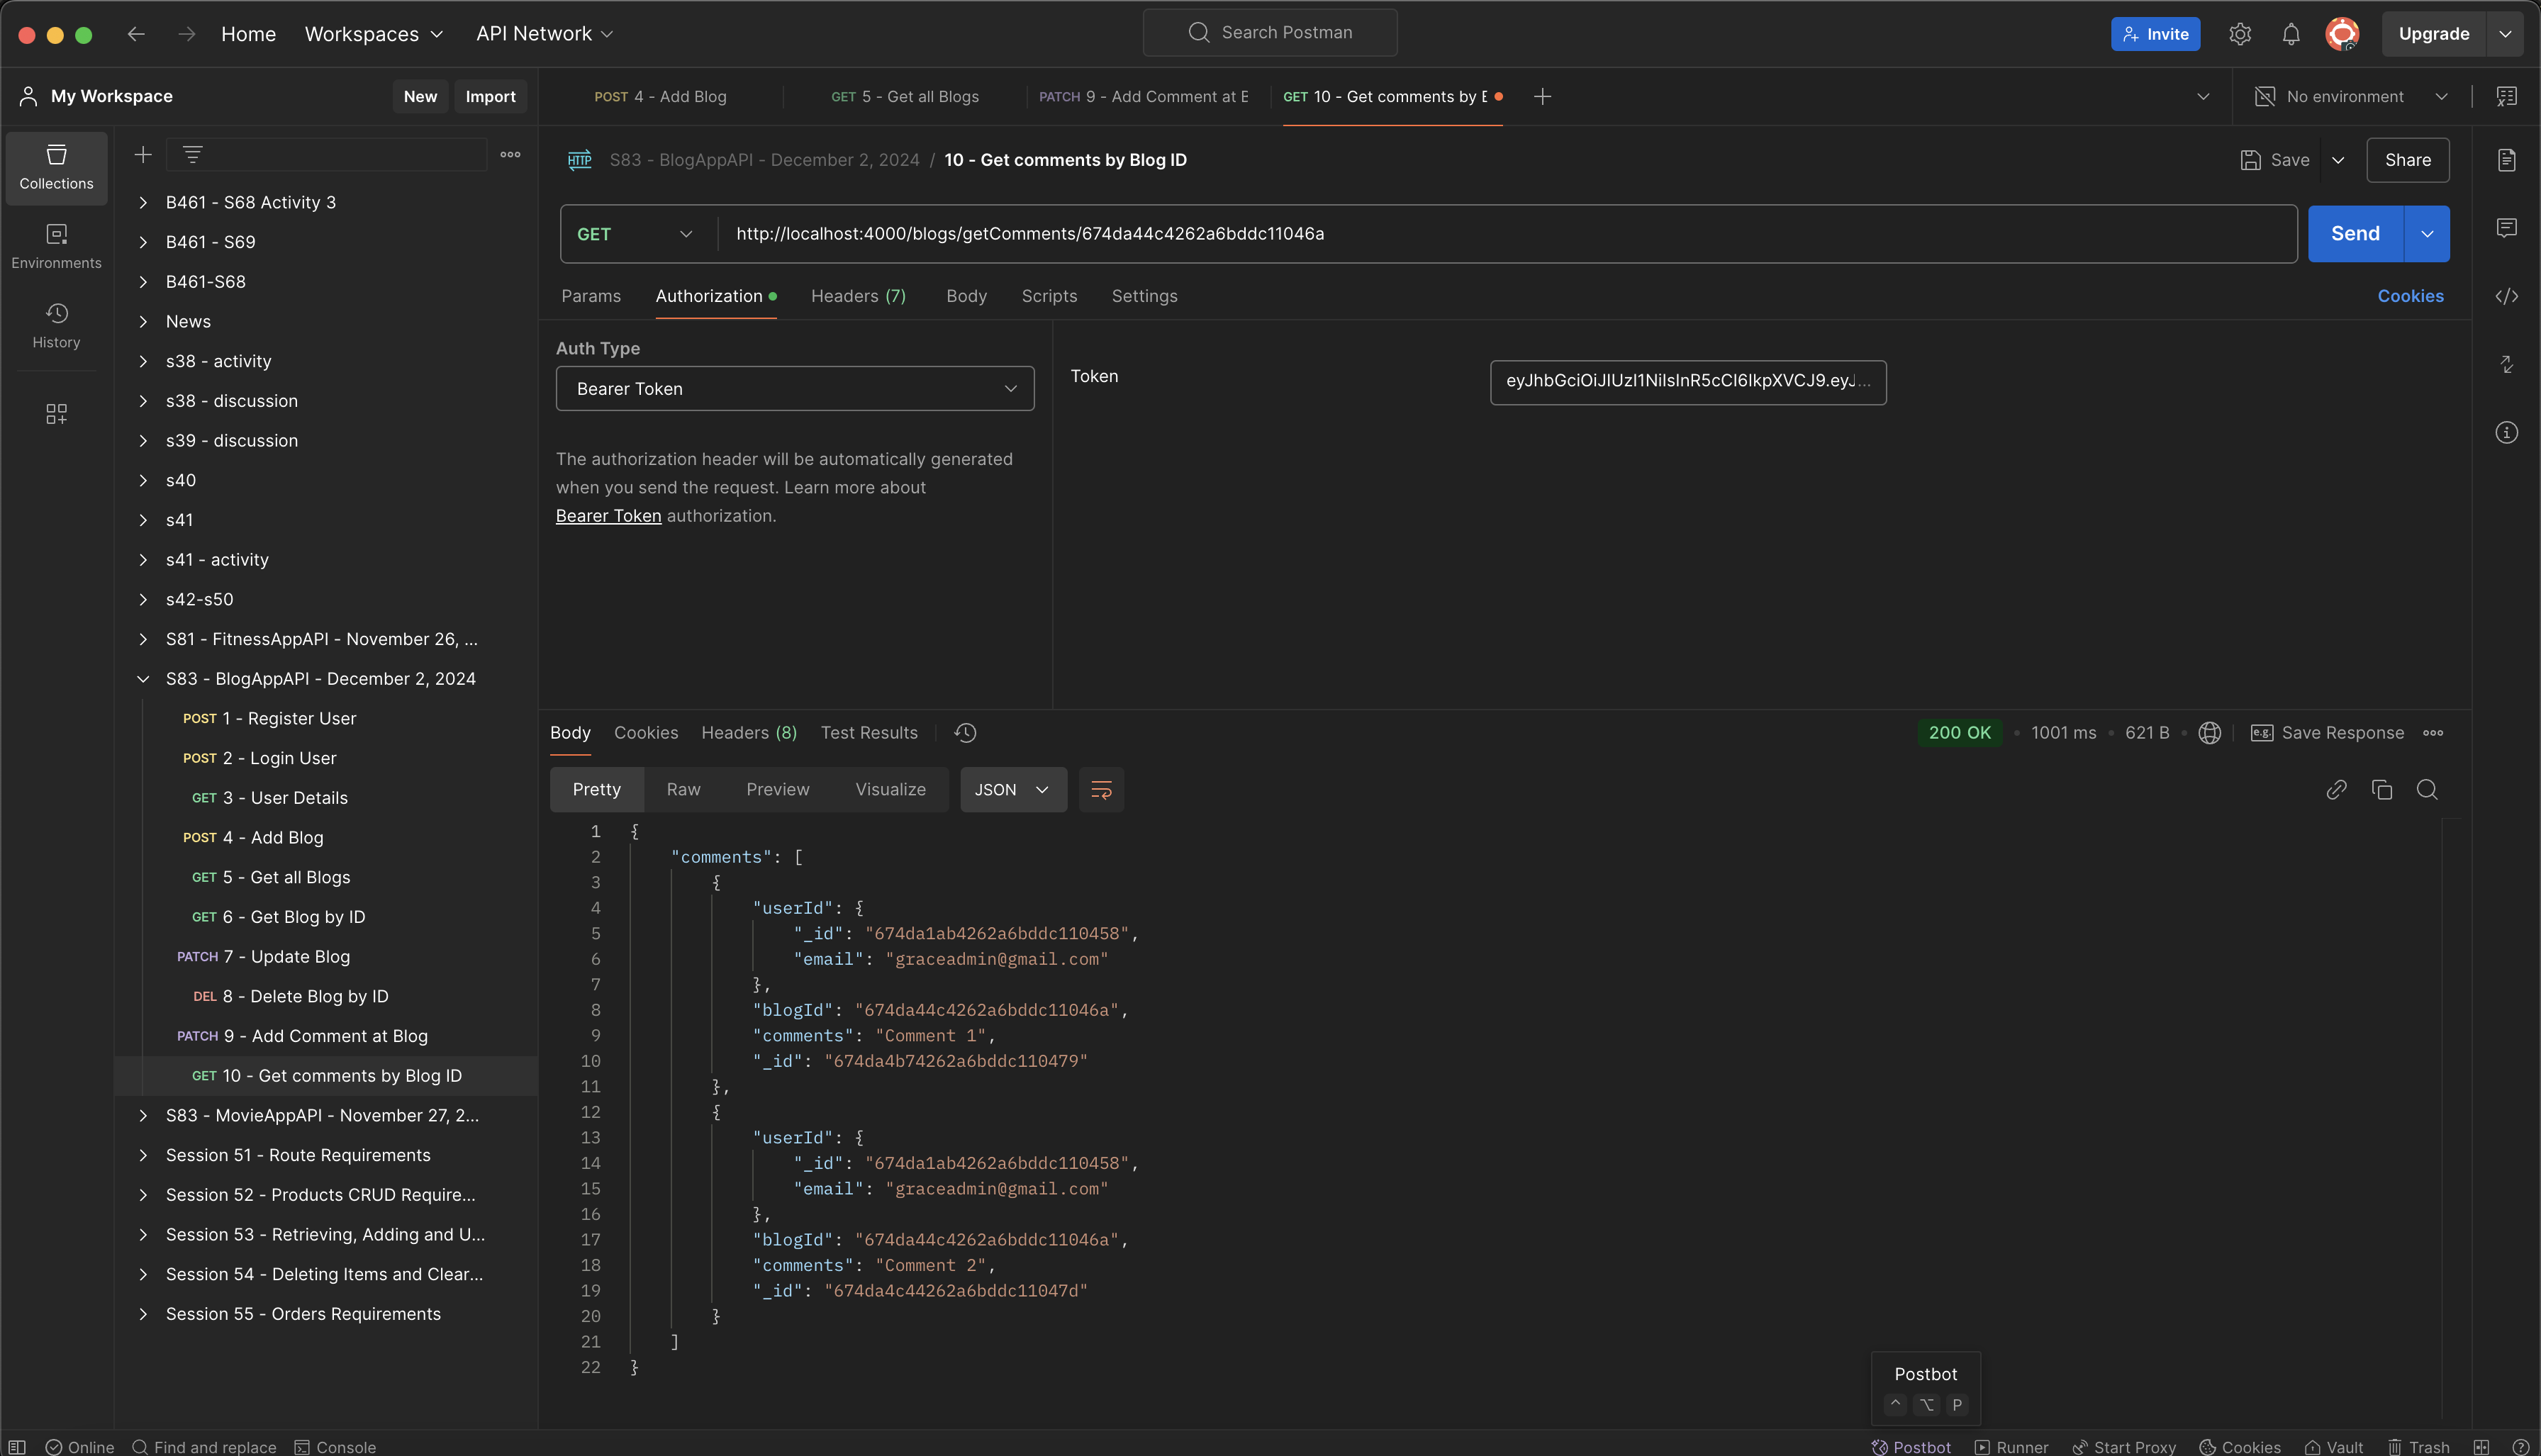 Home Workspaces API Network Search Postman Invite Upgrade
My Workspace New Import POST 4 - Add Blog GET 5 - Get all Blogs PATCH 9 - Add Comment at B GET 10 - Get comments by B No environment
Collections
Environments
History
B461 - S68 Activity 3
B461 - S69
B461-S68
News
s38 - activity
s38 - discussion
s39 - discussion
s40
s41
s41 - activity
s42-s50
S81 - FitnessAppAPI - November 26, ...
S83 - BlogAppAPI - December 2, 2024
POST 1 - Register User
POST 2 - Login User
GET 3 - User Details
POST 4 - Add Blog
GET 5 - Get all Blogs
GET 6 - Get Blog by ID
PATCH 7 - Update Blog
DEL 8 - Delete Blog by ID
PATCH 9 - Add Comment at Blog
GET 10 - Get comments by Blog ID
S83 - MovieAppAPI - November 27, 2...
Session 51 - Route Requirements
Session 52 - Products CRUD Require...
Session 53 - Retrieving, Adding and U...
Session 54 - Deleting Items and Clear...
Session 55 - Orders Requirements
HTTP S83 - BlogAppAPI - December 2, 2024 / 10 - Get comments by Blog ID Save Share
GET http://localhost:4000/blogs/getComments/674da44c4262a6bddc11046a Send
Params Authorization Headers (7) Body Scripts Settings Cookies
Auth Type
Bearer Token
The authorization header will be automatically generated
when you send the request. Learn more about
Bearer Token authorization.
Token eyJhbGciOiJIUzI1NiIsInR5cCI6IkpXVCJ9.eyJ...
Body Cookies Headers (8) Test Results 200 OK • 1001 ms • 621 B e.g. Save Response
Pretty Raw Preview Visualize JSON
1 {
2 "comments": [
3 {
4 "userId": {
5 "_id": "674da1ab4262a6bddc110458",
6 "email": "graceadmin@gmail.com"
7 },
8 "blogId": "674da44c4262a6bddc11046a",
9 "comments": "Comment 1",
10 "_id": "674da4b74262a6bddc110479"
11 },
12 {
13 "userId": {
14 "_id": "674da1ab4262a6bddc110458",
15 "email": "graceadmin@gmail.com"
16 },
17 "blogId": "674da44c4262a6bddc11046a",
18 "comments": "Comment 2",
19 "_id": "674da4c44262a6bddc11047d"
20 }
21 ]
22 }
Postbot
^ ⌥ P
Online Find and replace Console Postbot Runner Start Proxy Cookies Vault Trash